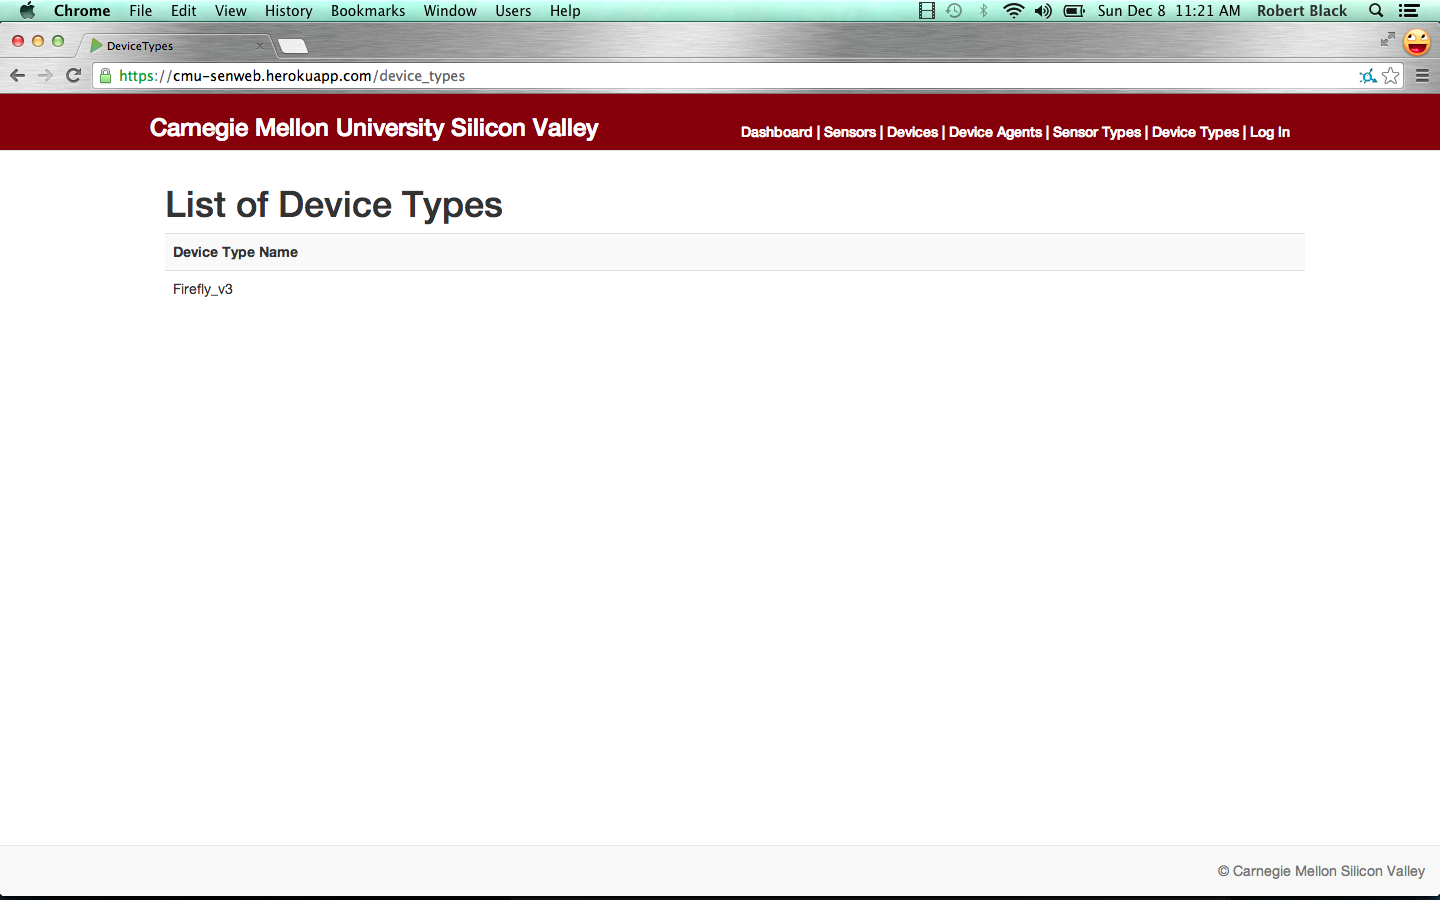 Chrome File Edit View History Bookmarks Window Users Help Sun Dec 8 11:21 AM Robert Black
DeviceTypes
https://cmu-senweb.herokuapp.com/device_types
Carnegie Mellon University Silicon Valley
Dashboard | Sensors | Devices | Device Agents | Sensor Types | Device Types | Log In
List of Device Types
Device Type Name
Firefly_v3
© Carnegie Mellon Silicon Valley